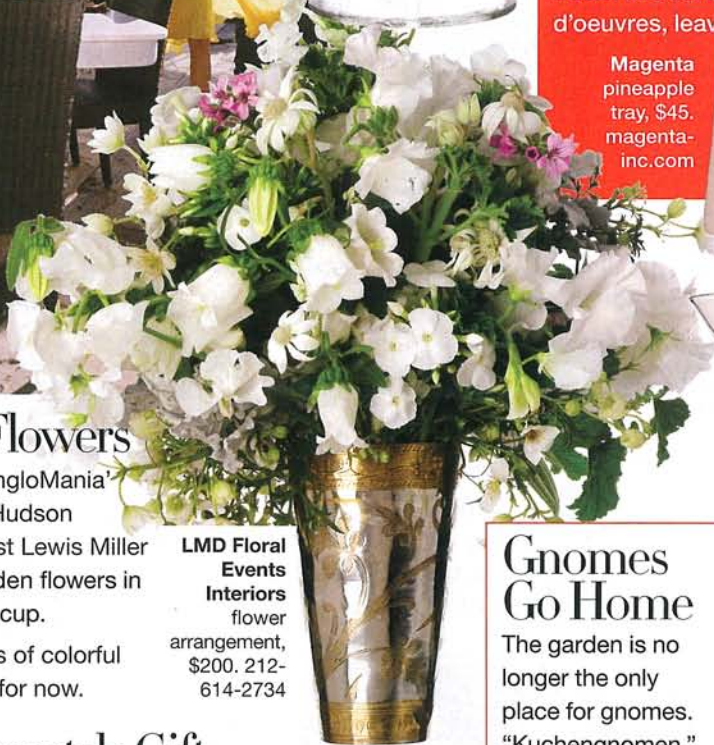 d'oeuvres, leav
Magenta
pineapple
tray, $45.
magenta-
inc.com
Flowers
ngloMania'
Hudson
st Lewis Miller
den flowers in
cup.
s of colorful
for now.
LMD Floral
Events
Interiors
flower
arrangement,
$200. 212-
614-2734
Gnomes
Go Home
The garden is no
longer the only
place for gnomes.
"Kuchengnomen,"
Gift